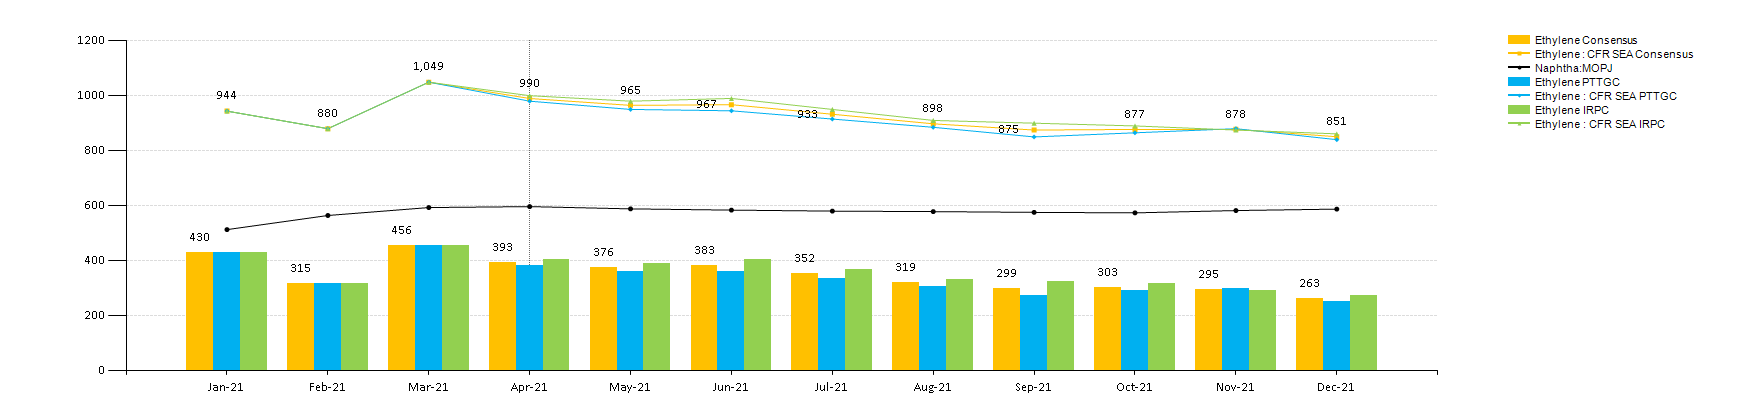 1200
1000
800
600
400
200
0
944
880
1,049
990
965
967
933
898
875
877
878
851
430
315
456
393
376
383
352
319
299
303
295
263
Jan-21
Feb-21
Mar-21
Apr-21
May-21
Jun-21
Jul-21
Aug-21
Sep-21
Oct-21
Nov-21
Dec-21
Ethylene Consensus
Ethylene : CFR SEA Consensus
Naphtha:MOPJ
Ethylene PTTGC
Ethylene : CFR SEA PTTGC
Ethylene IRPC
Ethylene : CFR SEA IRPC